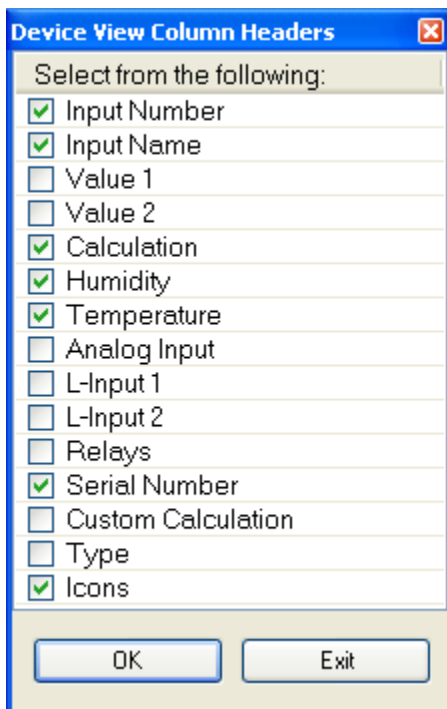 Device View Column Headers
Select from the following:
Input Number
Input Name
Value 1
Value 2
Calculation
Humidity
Temperature
Analog Input
L-Input 1
L-Input 2
Relays
Serial Number
Custom Calculation
Type
Icons
OK Exit